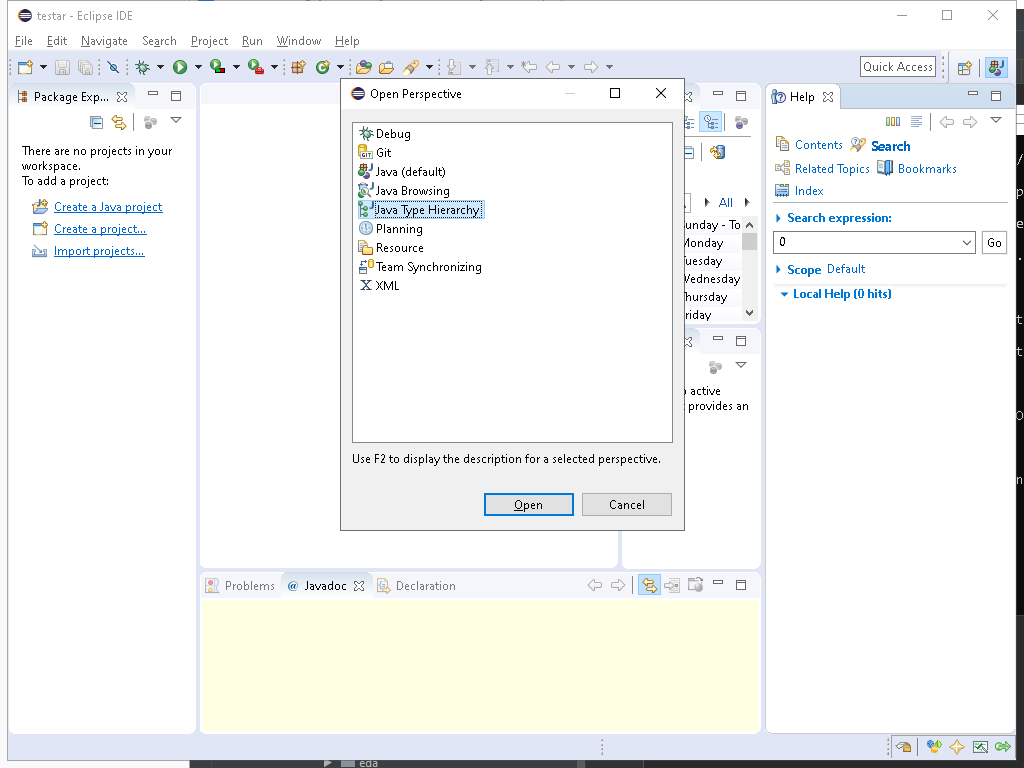 testar - Eclipse IDE
File Edit Navigate Search Project Run Window Help
Quick Access
Package Exp...
There are no projects in your
workspace.
To add a project:
Create a Java project
Create a project...
Import projects...
Open Perspective
Debug
Git
Java (default)
Java Browsing
Java Type Hierarchy
Planning
Resource
Team Synchronizing
XML
Use F2 to display the description for a selected perspective.
Open Cancel
All
unday - To
Monday
uesday
Wednesday
hursday
riday
active
provides an
Help
Contents Search
Related Topics Bookmarks
Index
Search expression:
0 Go
Scope Default
Local Help (0 hits)
Problems @ Javadoc Declaration
eda